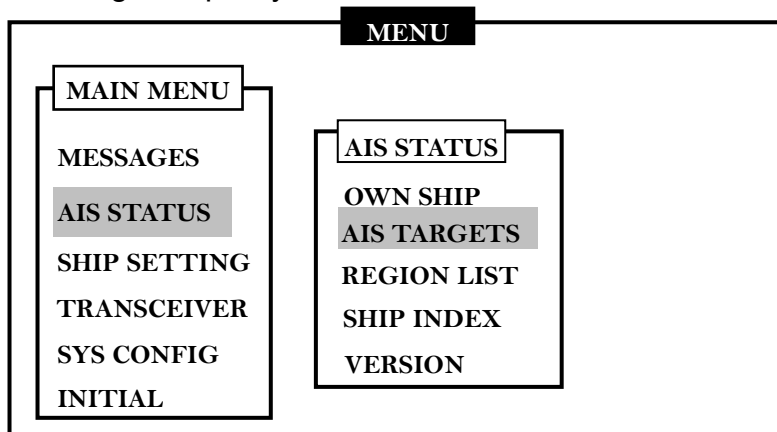 MENU
MAIN MENU
MESSAGES
AIS STATUS
SHIP SETTING
TRANSCEIVER
SYS CONFIG
INITIAL
AIS STATUS
OWN SHIP
AIS TARGETS
REGION LIST
SHIP INDEX
VERSION